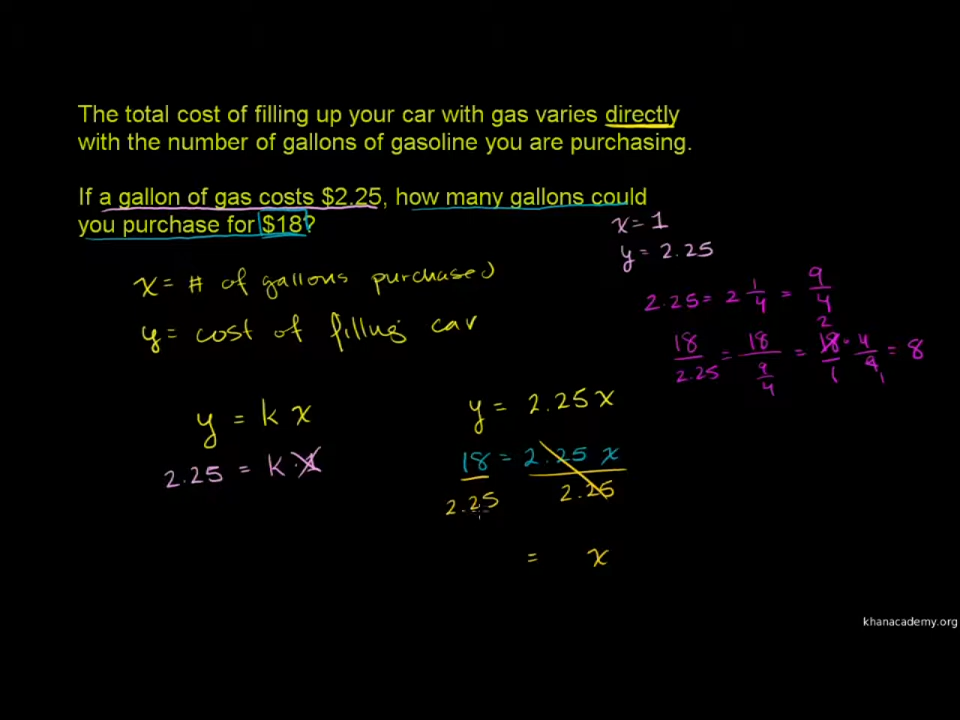 The total cost of filling up your car with gas varies directly
with the number of gallons of gasoline you are purchasing.
If a gallon of gas costs $2.25, how many gallons could
you purchase for $18?
x = 1
y = 2.25
x = # of gallons purchased
y = cost of filling car
2.25 = 2 1/4 = 9/4
18/2.25 = 18/(9/4) = 18/1 · 4/9 = 8
2
1
y = k x
2.25 = k · 1
y = 2.25 x
18 = 2.25 x
2.25 2.25
= x
khanacademy.org